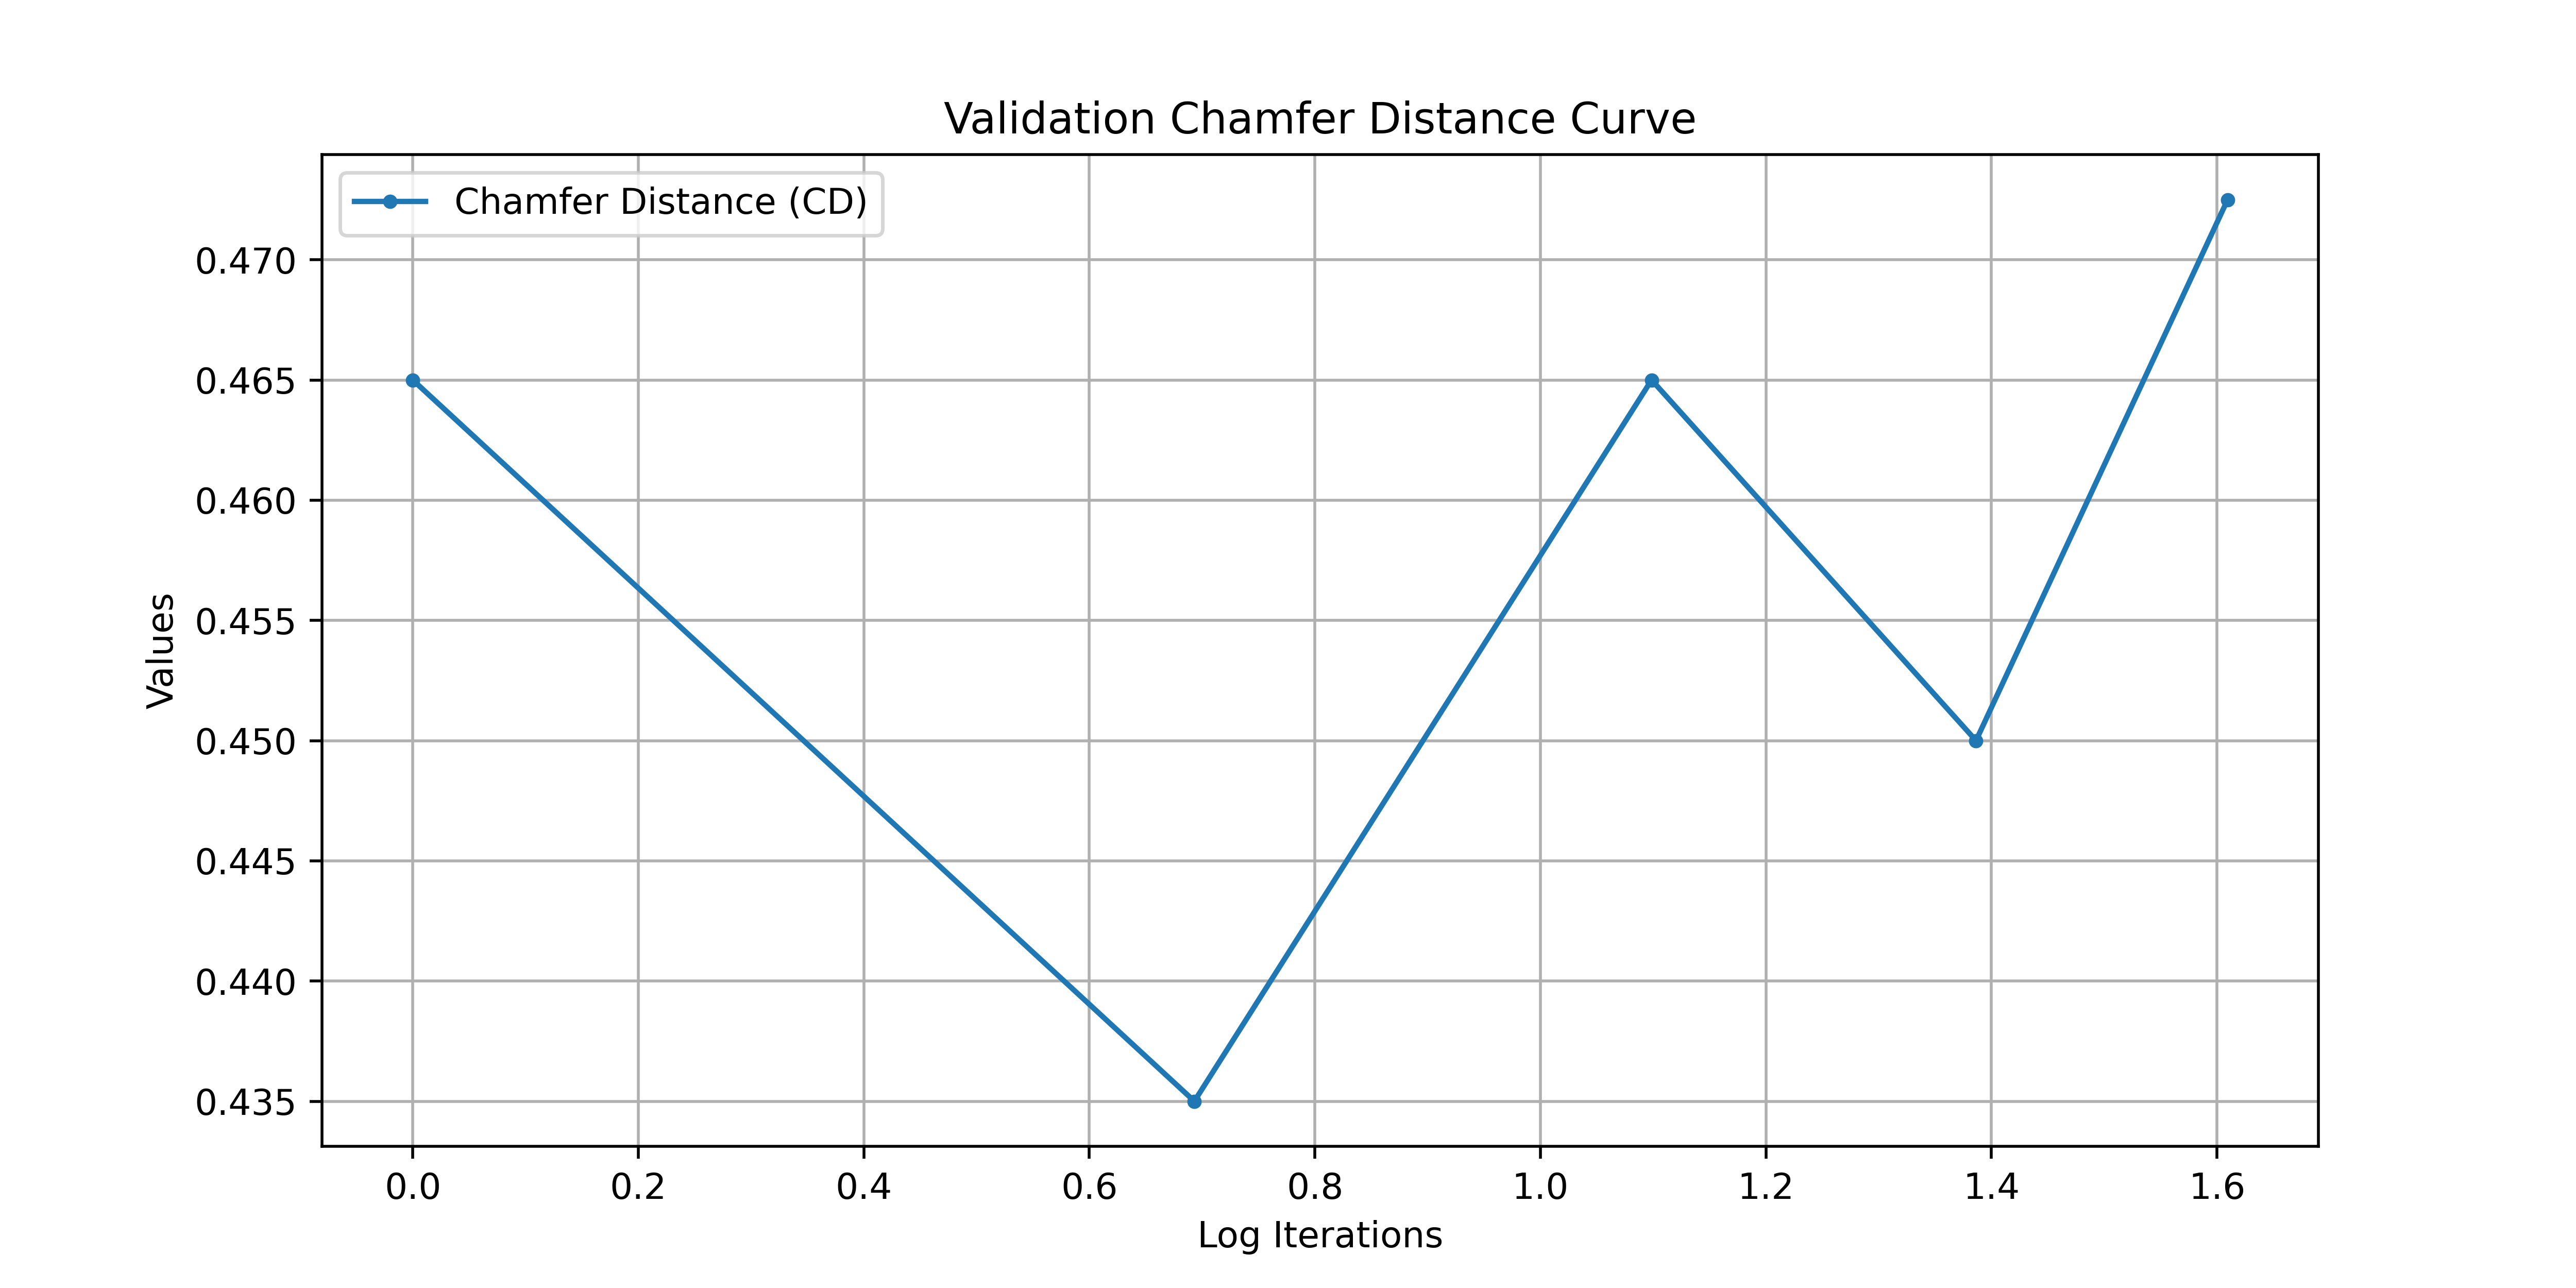 Validation Chamfer Distance Curve
Chamfer Distance (CD)
0.470
0.465
0.460
0.455
0.450
0.445
0.440
0.435
Values
0.0 0.2 0.4 0.6 0.8 1.0 1.2 1.4 1.6
Log Iterations